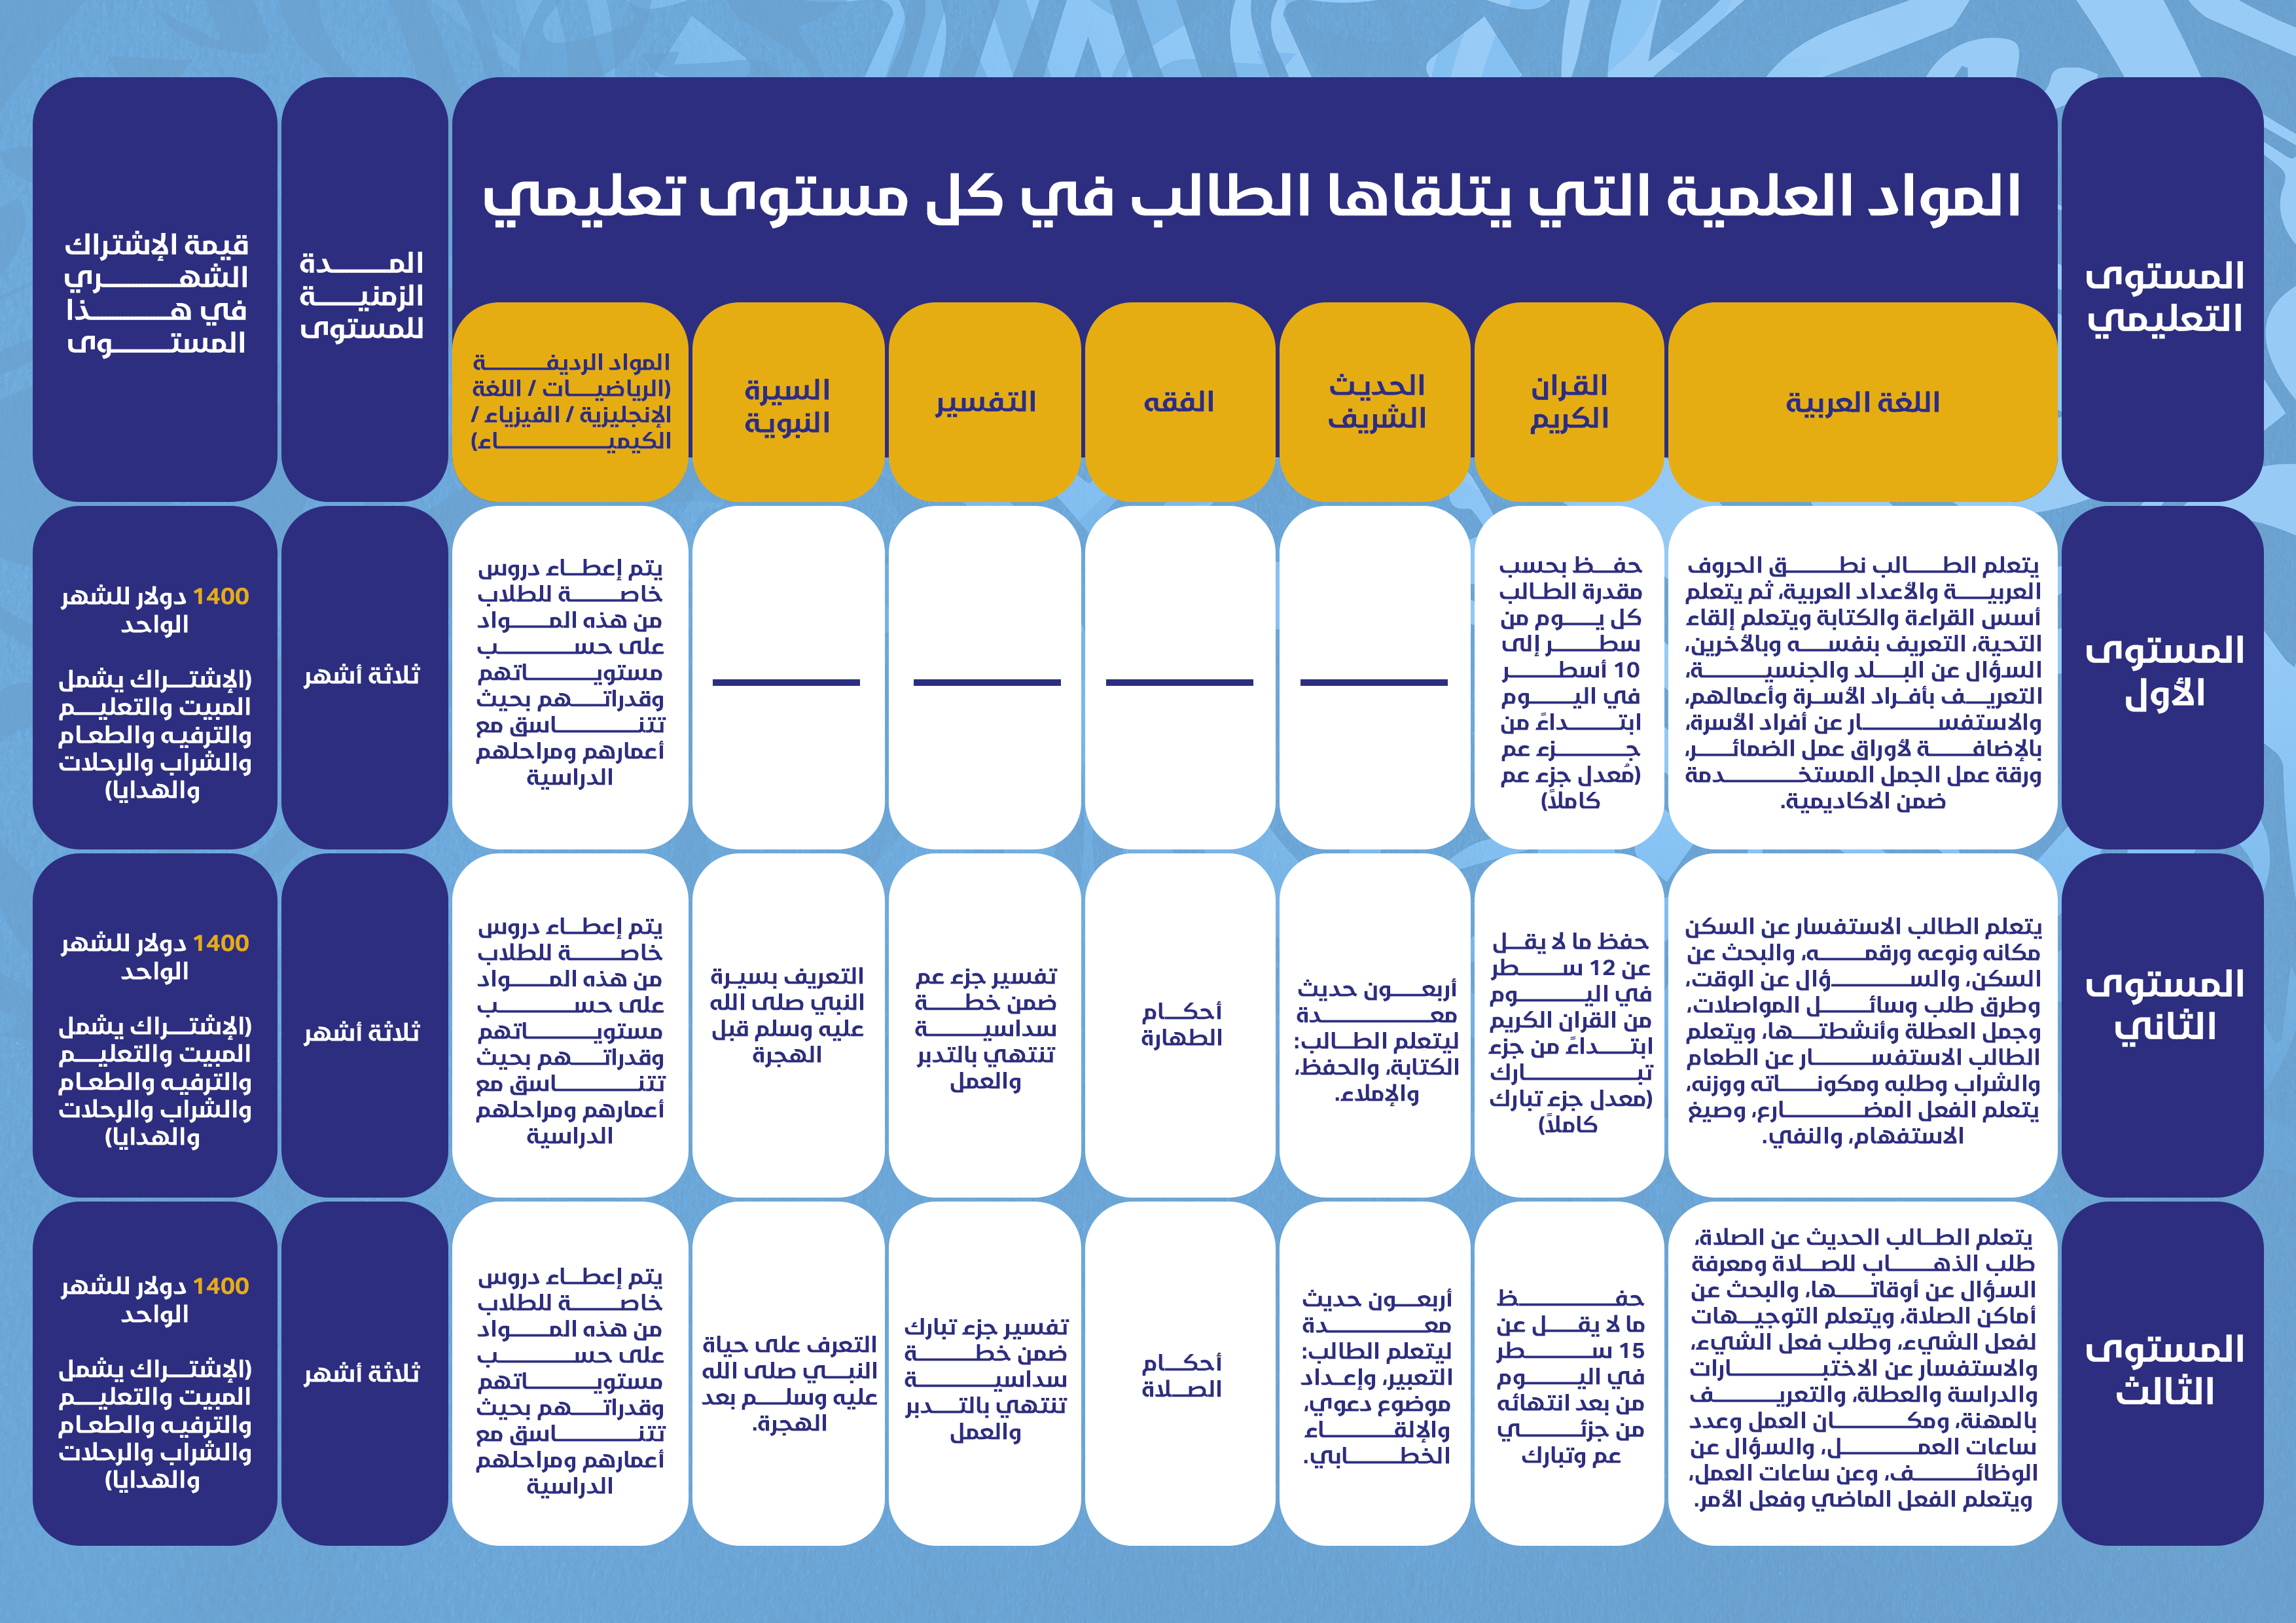 المواد العلمية التي يتلقاها الطالب في كل مستوى تعليمي
المستوى
التعليمي
اللغة العربية
القران
الكريم
الحديث
الشريف
الفقه
التفسير
السيرة
النبوية
المواد الرديفة
(الرياضيات / اللغة
الإنجليزية / الفيزياء /
الكيمياء)
المدة
الزمنية
للمستوى
قيمة الإشتراك
الشهري
في هذا
المستوى
المستوى
الأول
يتعلم الطالب نطق الحروف
العربية والأعداد العربية، ثم يتعلم
أسس القراءة والكتابة ويتعلم إلقاء
التحية، التعريف بنفسه وبالأخرين،
السؤال عن البلد والجنسية،
التعريف بأفراد الأسرة وأعمالهم،
والاستفسار عن أفراد الأسرة،
بالإضافة لأوراق عمل الضمائر،
ورقة عمل الجمل المستخدمة
ضمن الاكاديمية.
حفظ بحسب
مقدرة الطالب
كل يوم من
سطر إلى
10 أسطر
في اليوم
ابتداءً من
جزء عم
(مُعدل جزء عم
كاملاً)
يتم إعطاء دروس
خاصة للطلاب
من هذه المواد
على حسب
مستوياتهم
وقدراتهم بحيث
تتناسق مع
أعمارهم ومراحلهم
الدراسية
ثلاثة أشهر
1400 دولار للشهر
الواحد
(الإشتراك يشمل
المبيت والتعليم
والترفيه والطعام
والشراب والرحلات
والهدايا)
المستوى
الثاني
يتعلم الطالب الاستفسار عن السكن
مكانه ونوعه ورقمه، والبحث عن
السكن، والسؤال عن الوقت،
وطرق طلب وسائل المواصلات،
وجمل العطلة وأنشطتها، ويتعلم
الطالب الاستفسار عن الطعام
والشراب وطلبه ومكوناته ووزنه،
يتعلم الفعل المضارع، وصيغ
الاستفهام، والنفي.
حفظ ما لا يقل
عن 12 سطر
في اليوم
من القران الكريم
ابتداءً من جزء
تبارك
(معدل جزء تبارك
كاملاً)
أربعون حديث
معدة
ليتعلم الطالب:
الكتابة، والحفظ،
والإملاء.
أحكام
الطهارة
تفسير جزء عم
ضمن خطة
سداسية
تنتهي بالتدبر
والعمل
التعريف بسيرة
النبي صلى الله
عليه وسلم قبل
الهجرة
يتم إعطاء دروس
خاصة للطلاب
من هذه المواد
على حسب
مستوياتهم
وقدراتهم بحيث
تتناسق مع
أعمارهم ومراحلهم
الدراسية
ثلاثة أشهر
1400 دولار للشهر
الواحد
(الإشتراك يشمل
المبيت والتعليم
والترفيه والطعام
والشراب والرحلات
والهدايا)
المستوى
الثالث
يتعلم الطالب الحديث عن الصلاة،
طلب الذهاب للصلاة ومعرفة
السؤال عن أوقاتها، والبحث عن
أماكن الصلاة، ويتعلم التوجيهات
لفعل الشيء، وطلب فعل الشيء،
والاستفسار عن الاختبارات
والدراسة والعطلة، والتعريف
بالمهنة، ومكان العمل وعدد
ساعات العمل، والسؤال عن
الوظائف، وعن ساعات العمل،
ويتعلم الفعل الماضي وفعل الأمر.
حفظ
ما لا يقل عن
15 سطر
في اليوم
من بعد انتهائه
من جزئي
عم وتبارك
أربعون حديث
معدة
ليتعلم الطالب:
التعبير، وإعداد
موضوع دعوي،
والإلقاء
الخطابي.
أحكام
الصلاة
تفسير جزء تبارك
ضمن خطة
سداسية
تنتهي بالتدبر
والعمل
التعرف على حياة
النبي صلى الله
عليه وسلم بعد
الهجرة.
يتم إعطاء دروس
خاصة للطلاب
من هذه المواد
على حسب
مستوياتهم
وقدراتهم بحيث
تتناسق مع
أعمارهم ومراحلهم
الدراسية
ثلاثة أشهر
1400 دولار للشهر
الواحد
(الإشتراك يشمل
المبيت والتعليم
والترفيه والطعام
والشراب والرحلات
والهدايا)